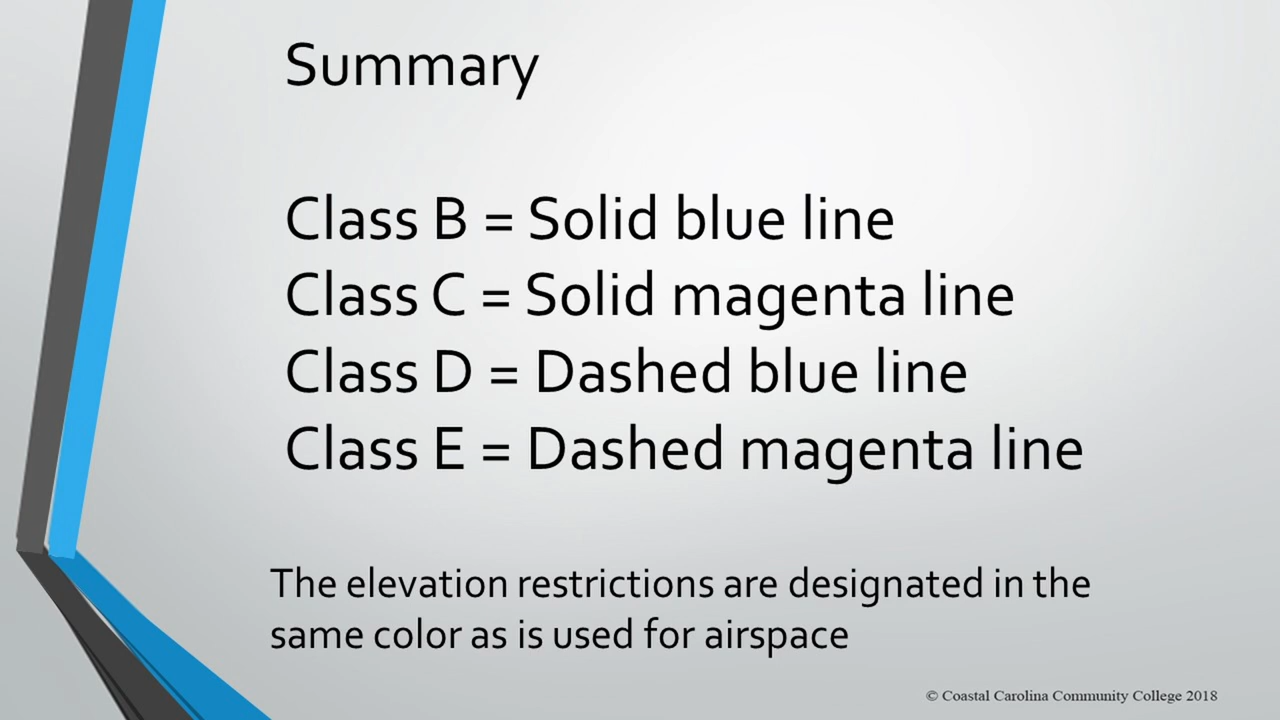 Summary
Class B = Solid blue line
Class C = Solid magenta line
Class D = Dashed blue line
Class E = Dashed magenta line
The elevation restrictions are designated in the
same color as is used for airspace
© Coastal Carolina Community College 2018